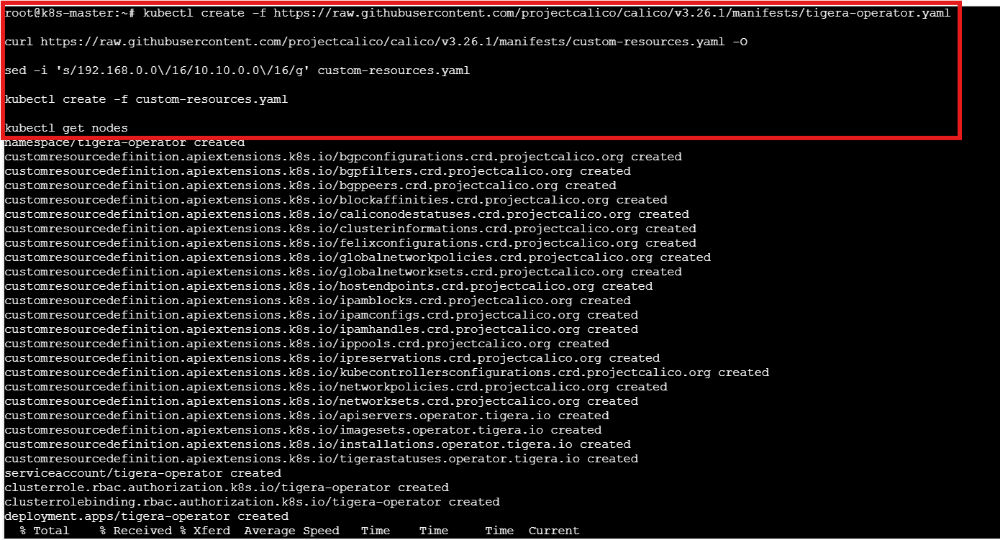 root@k8s-master:~# kubectl create -f https://raw.githubusercontent.com/projectcalico/calico/v3.26.1/manifests/tigera-operator.yaml
curl https://raw.githubusercontent.com/projectcalico/calico/v3.26.1/manifests/custom-resources.yaml -O
sed -i 's/192.168.0.0\/16/10.10.0.0\/16/g' custom-resources.yaml
kubectl create -f custom-resources.yaml
kubectl get nodes
namespace/tigera-operator created
customresourcedefinition.apiextensions.k8s.io/bgpconfigurations.crd.projectcalico.org created
customresourcedefinition.apiextensions.k8s.io/bgpfilters.crd.projectcalico.org created
customresourcedefinition.apiextensions.k8s.io/bgppeers.crd.projectcalico.org created
customresourcedefinition.apiextensions.k8s.io/blockaffinities.crd.projectcalico.org created
customresourcedefinition.apiextensions.k8s.io/caliconodestatuses.crd.projectcalico.org created
customresourcedefinition.apiextensions.k8s.io/clusterinformations.crd.projectcalico.org created
customresourcedefinition.apiextensions.k8s.io/felixconfigurations.crd.projectcalico.org created
customresourcedefinition.apiextensions.k8s.io/globalnetworkpolicies.crd.projectcalico.org created
customresourcedefinition.apiextensions.k8s.io/globalnetworksets.crd.projectcalico.org created
customresourcedefinition.apiextensions.k8s.io/hostendpoints.crd.projectcalico.org created
customresourcedefinition.apiextensions.k8s.io/ipamblocks.crd.projectcalico.org created
customresourcedefinition.apiextensions.k8s.io/ipamconfigs.crd.projectcalico.org created
customresourcedefinition.apiextensions.k8s.io/ipamhandles.crd.projectcalico.org created
customresourcedefinition.apiextensions.k8s.io/ippools.crd.projectcalico.org created
customresourcedefinition.apiextensions.k8s.io/ipreservations.crd.projectcalico.org created
customresourcedefinition.apiextensions.k8s.io/kubecontrollersconfigurations.crd.projectcalico.org created
customresourcedefinition.apiextensions.k8s.io/networkpolicies.crd.projectcalico.org created
customresourcedefinition.apiextensions.k8s.io/networksets.crd.projectcalico.org created
customresourcedefinition.apiextensions.k8s.io/apiservers.operator.tigera.io created
customresourcedefinition.apiextensions.k8s.io/imagesets.operator.tigera.io created
customresourcedefinition.apiextensions.k8s.io/installations.operator.tigera.io created
customresourcedefinition.apiextensions.k8s.io/tigerastatuses.operator.tigera.io created
serviceaccount/tigera-operator created
clusterrole.rbac.authorization.k8s.io/tigera-operator created
clusterrolebinding.rbac.authorization.k8s.io/tigera-operator created
deployment.apps/tigera-operator created
% Total % Received % Xferd Average Speed Time Time Time Current